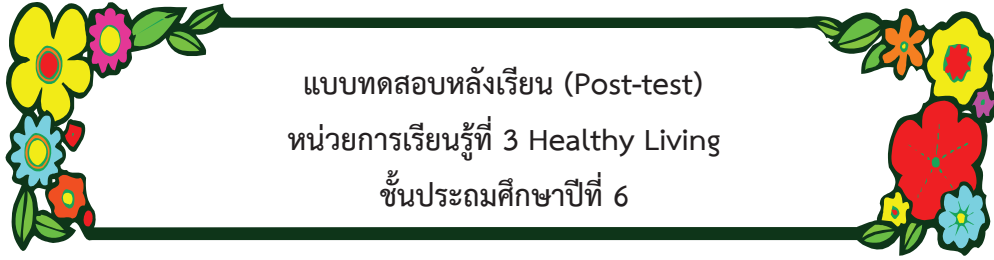 แบบทดสอบหลังเรียน (Post-test)
หน่วยการเรียนรู้ที่ 3 Healthy Living
ชั้นประถมศึกษาปีที่ 6